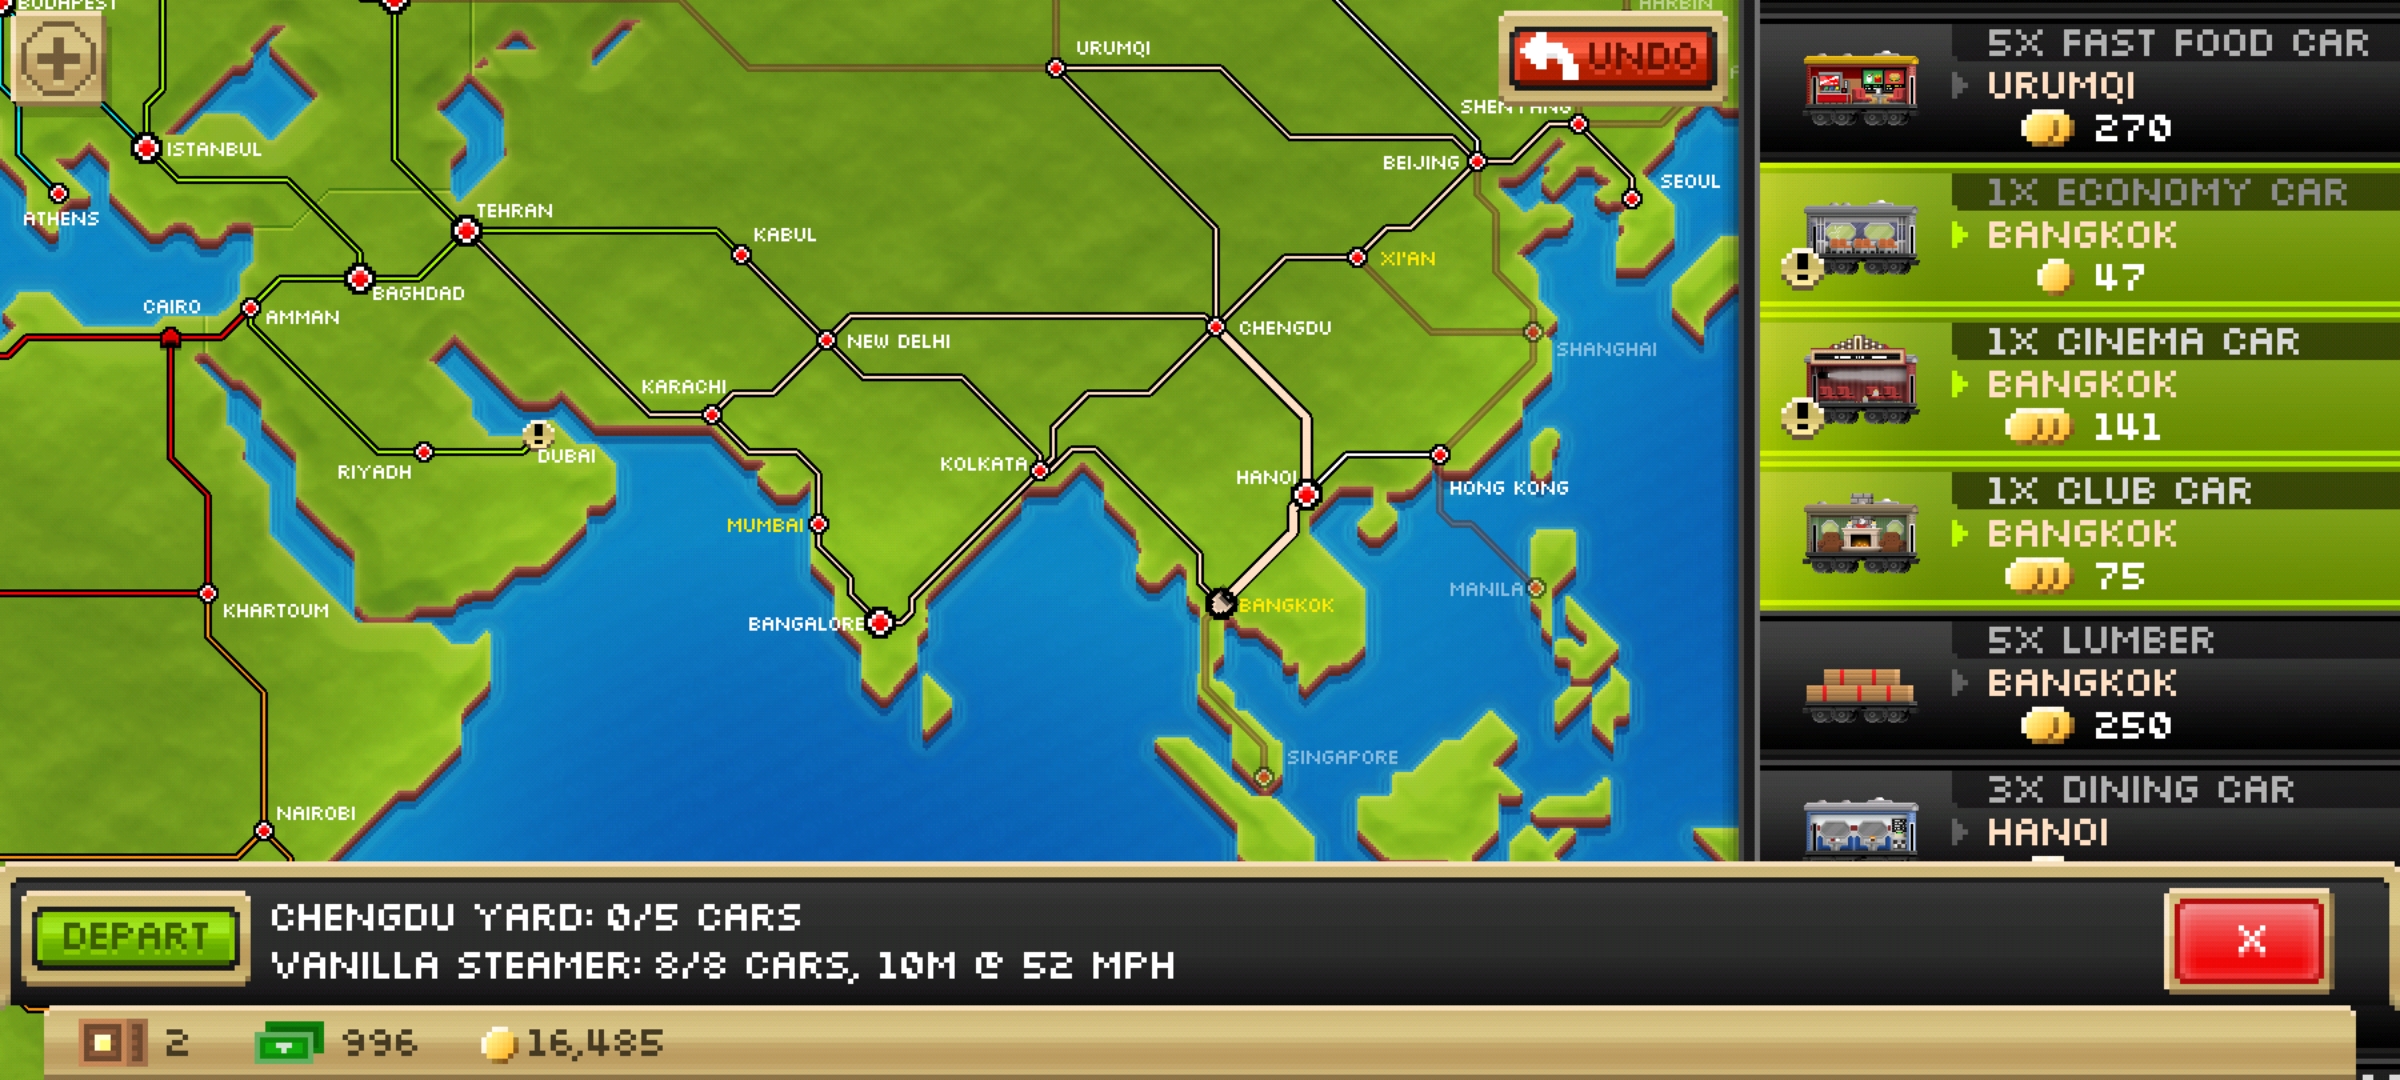 BUDAPEST
HARBIN
URUMQI
UNDO
SHENYANG
BEIJING
SEOUL
ISTANBUL
ATHENS
TEHRAN
KABUL
XI'AN
BAGHDAD
CAIRO
AMMAN
NEW DELHI
CHENGDU
SHANGHAI
KARACHI
RIYADH
DUBAI
KOLKATA
HANOI
HONG KONG
MUMBAI
MANILA
KHARTOUM
BANGALORE
BANGKOK
SINGAPORE
NAIROBI
5X FAST FOOD CAR
URUMQI
270
1X ECONOMY CAR
BANGKOK
47
1X CINEMA CAR
BANGKOK
141
1X CLUB CAR
BANGKOK
75
5X LUMBER
BANGKOK
250
3X DINING CAR
HANOI
DEPART
CHENGDU YARD: 0/5 CARS
VANILLA STEAMER: 8/8 CARS, 10M @ 52 MPH
X
2
996
16,485